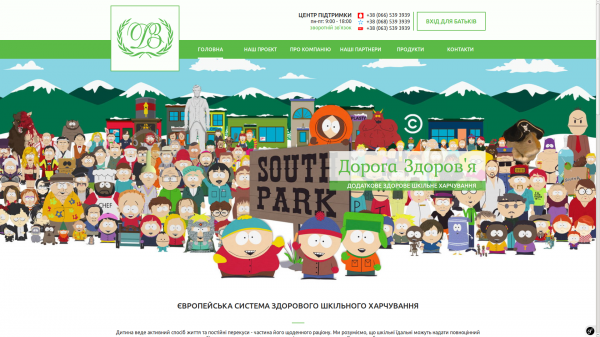 ДВ
ЦЕНТР ПІДТРИМКИ
пн-пт: 9:00 - 18:00
зворотній зв'язок
+38 (066) 539 3939
+38 (068) 539 3939
+38 (063) 539 3939
ВХІД ДЛЯ БАТЬКІВ
ГОЛОВНА
НАШ ПРОЕКТ
ПРО КОМПАНІЮ
НАШІ ПАРТНЕРИ
ПРОДУКТИ
КОНТАКТИ
SOUTH
PARK
CHEF
P
Дорога Здоров'я
ДОДАТКОВЕ ЗДОРОВЕ ШКІЛЬНЕ ХАРЧУВАННЯ
ЄВРОПЕЙСЬКА СИСТЕМА ЗДОРОВОГО ШКІЛЬНОГО ХАРЧУВАННЯ
Дитина веде активний спосіб життя та постійні перекуси - частина його щоденного раціону. Ми розуміємо, що шкільні їдальні можуть надати повноцінний